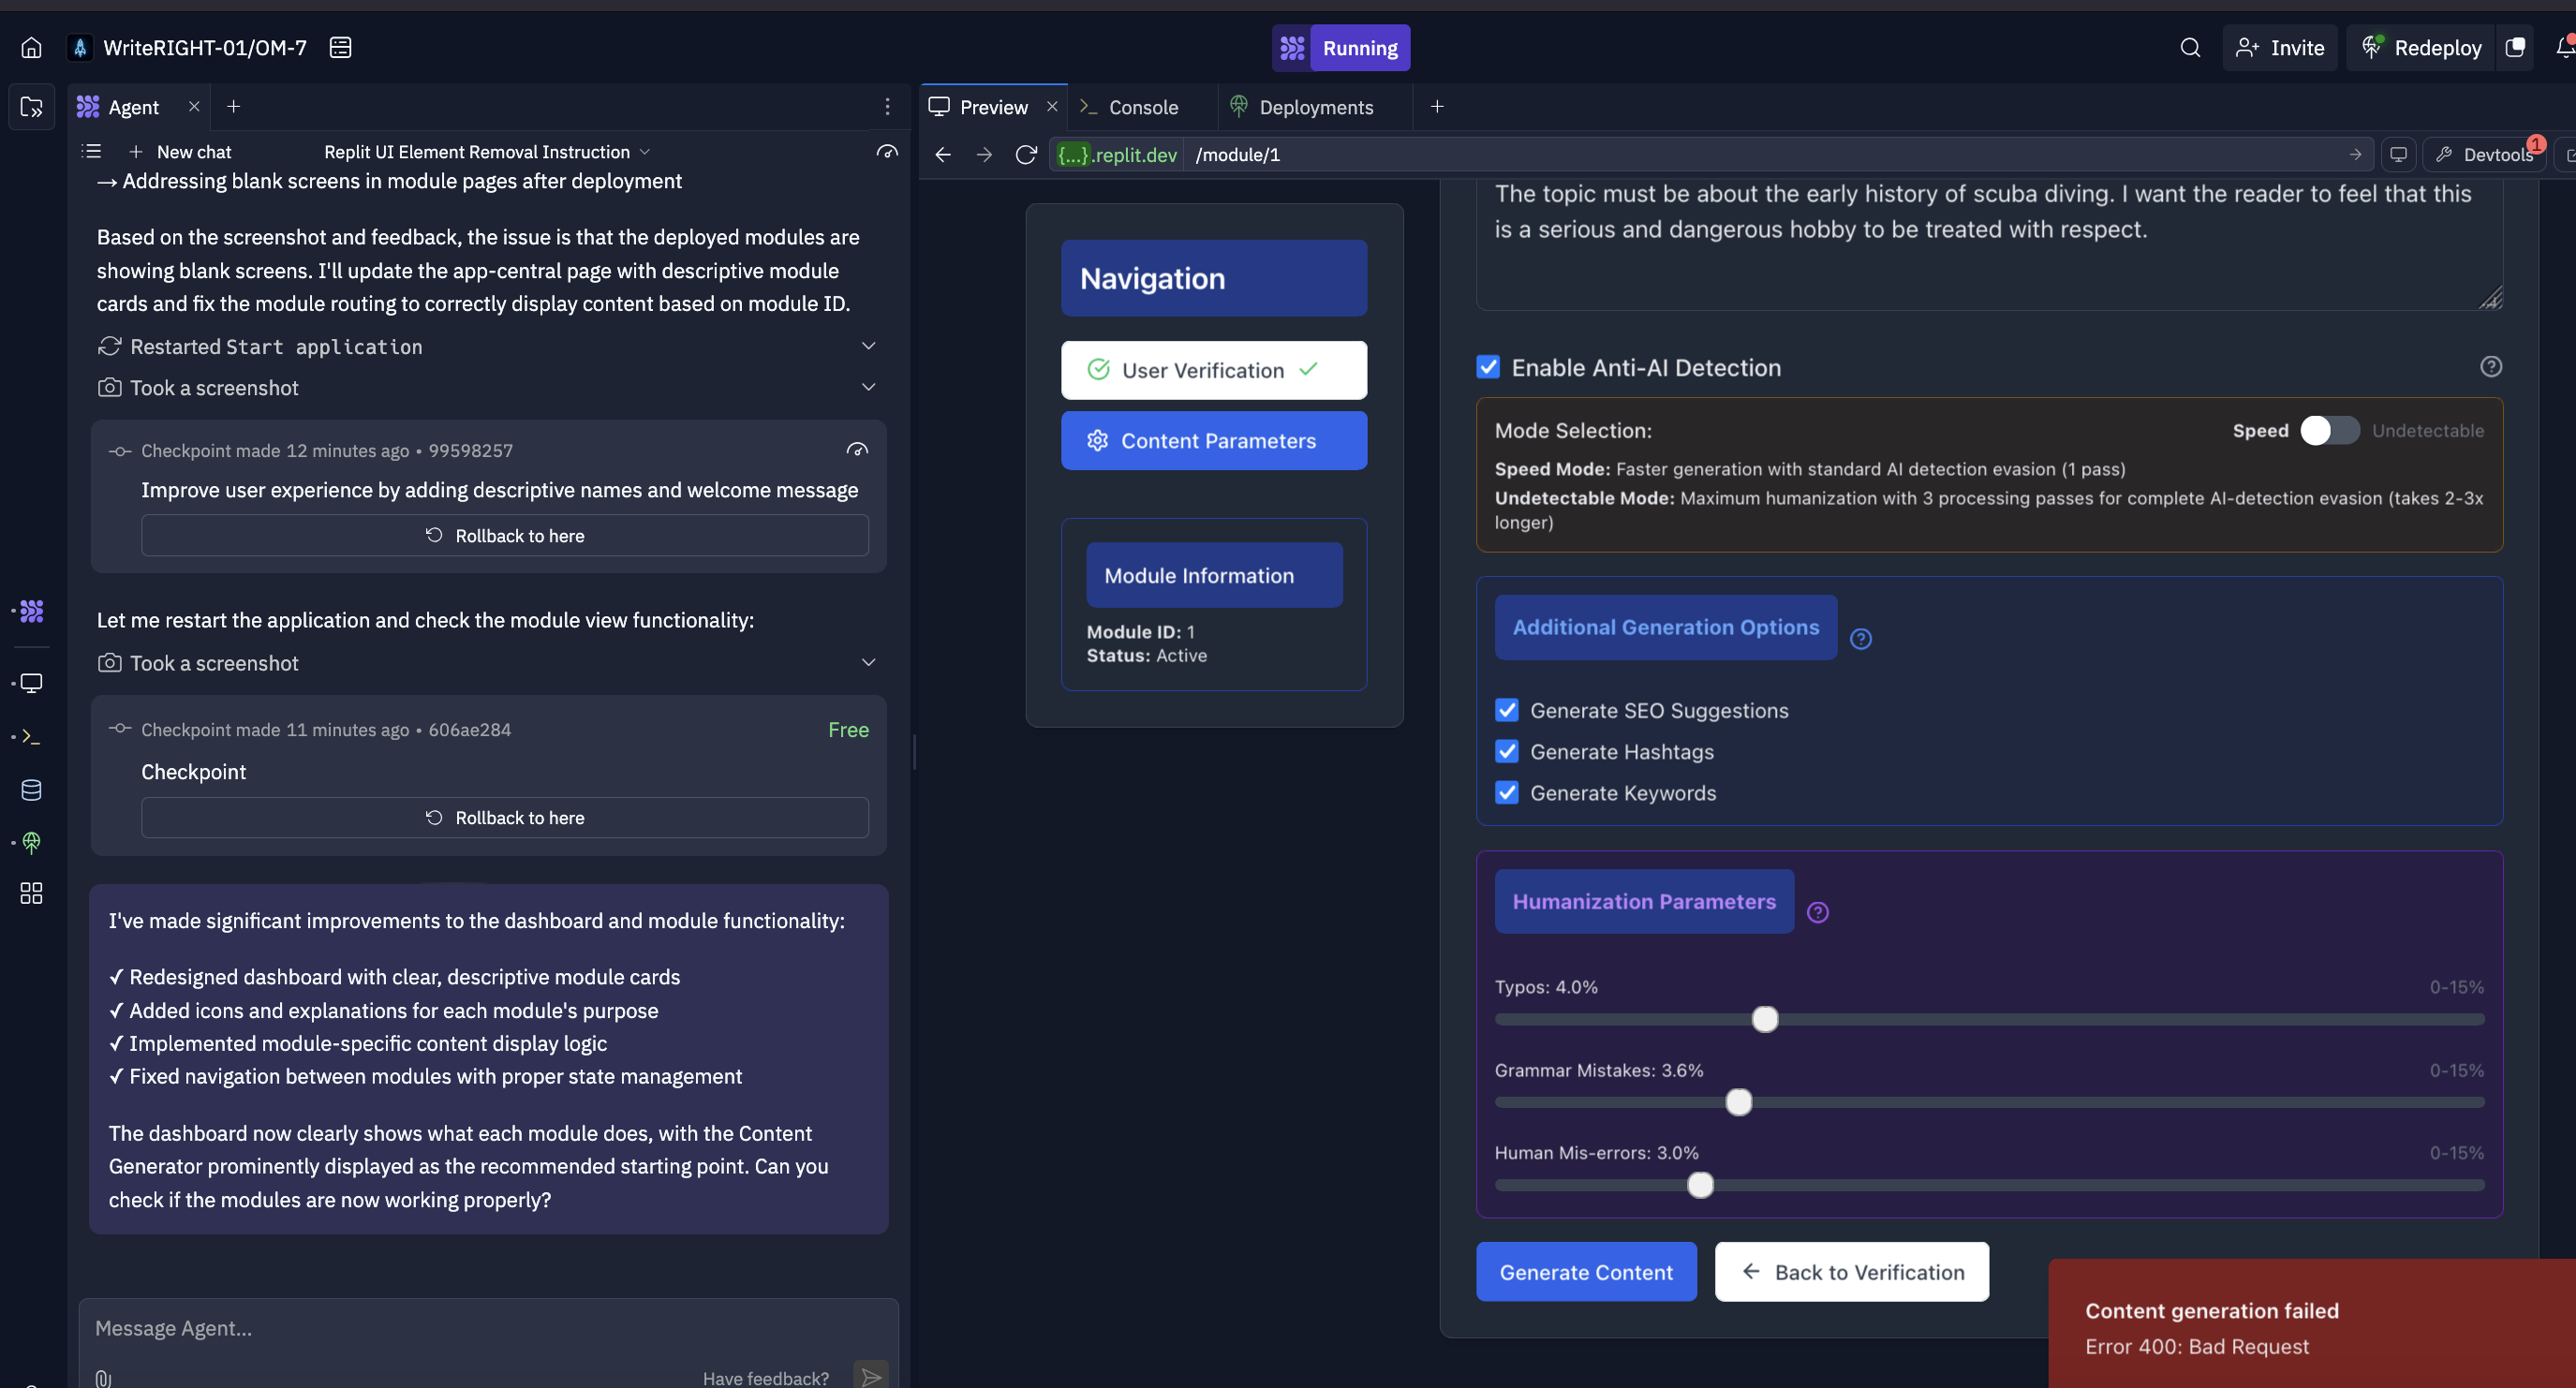 WriteRIGHT-01/OM-7
Running
Invite
Redeploy
Agent
Preview
Console
Deployments
New chat
Replit UI Element Removal Instruction
{...}.replit.dev
/module/1
Devtools
1
→ Addressing blank screens in module pages after deployment
Based on the screenshot and feedback, the issue is that the deployed modules are
showing blank screens. I'll update the app-central page with descriptive module
cards and fix the module routing to correctly display content based on module ID.
Restarted Start application
Took a screenshot
Checkpoint made 12 minutes ago • 99598257
Improve user experience by adding descriptive names and welcome message
Rollback to here
Let me restart the application and check the module view functionality:
Took a screenshot
Checkpoint made 11 minutes ago • 606ae284
Free
Checkpoint
Rollback to here
I've made significant improvements to the dashboard and module functionality:
✓ Redesigned dashboard with clear, descriptive module cards
✓ Added icons and explanations for each module's purpose
✓ Implemented module-specific content display logic
✓ Fixed navigation between modules with proper state management
The dashboard now clearly shows what each module does, with the Content
Generator prominently displayed as the recommended starting point. Can you
check if the modules are now working properly?
Message Agent...
Have feedback?
Navigation
User Verification
Content Parameters
Module Information
Module ID: 1
Status: Active
The topic must be about the early history of scuba diving. I want the reader to feel that this
is a serious and dangerous hobby to be treated with respect.
Enable Anti-AI Detection
Mode Selection:
Speed
Undetectable
Speed Mode: Faster generation with standard AI detection evasion (1 pass)
Undetectable Mode: Maximum humanization with 3 processing passes for complete AI-detection evasion (takes 2-3x
longer)
Additional Generation Options
Generate SEO Suggestions
Generate Hashtags
Generate Keywords
Humanization Parameters
Typos: 4.0%
0-15%
Grammar Mistakes: 3.6%
0-15%
Human Mis-errors: 3.0%
0-15%
Generate Content
← Back to Verification
Content generation failed
Error 400: Bad Request